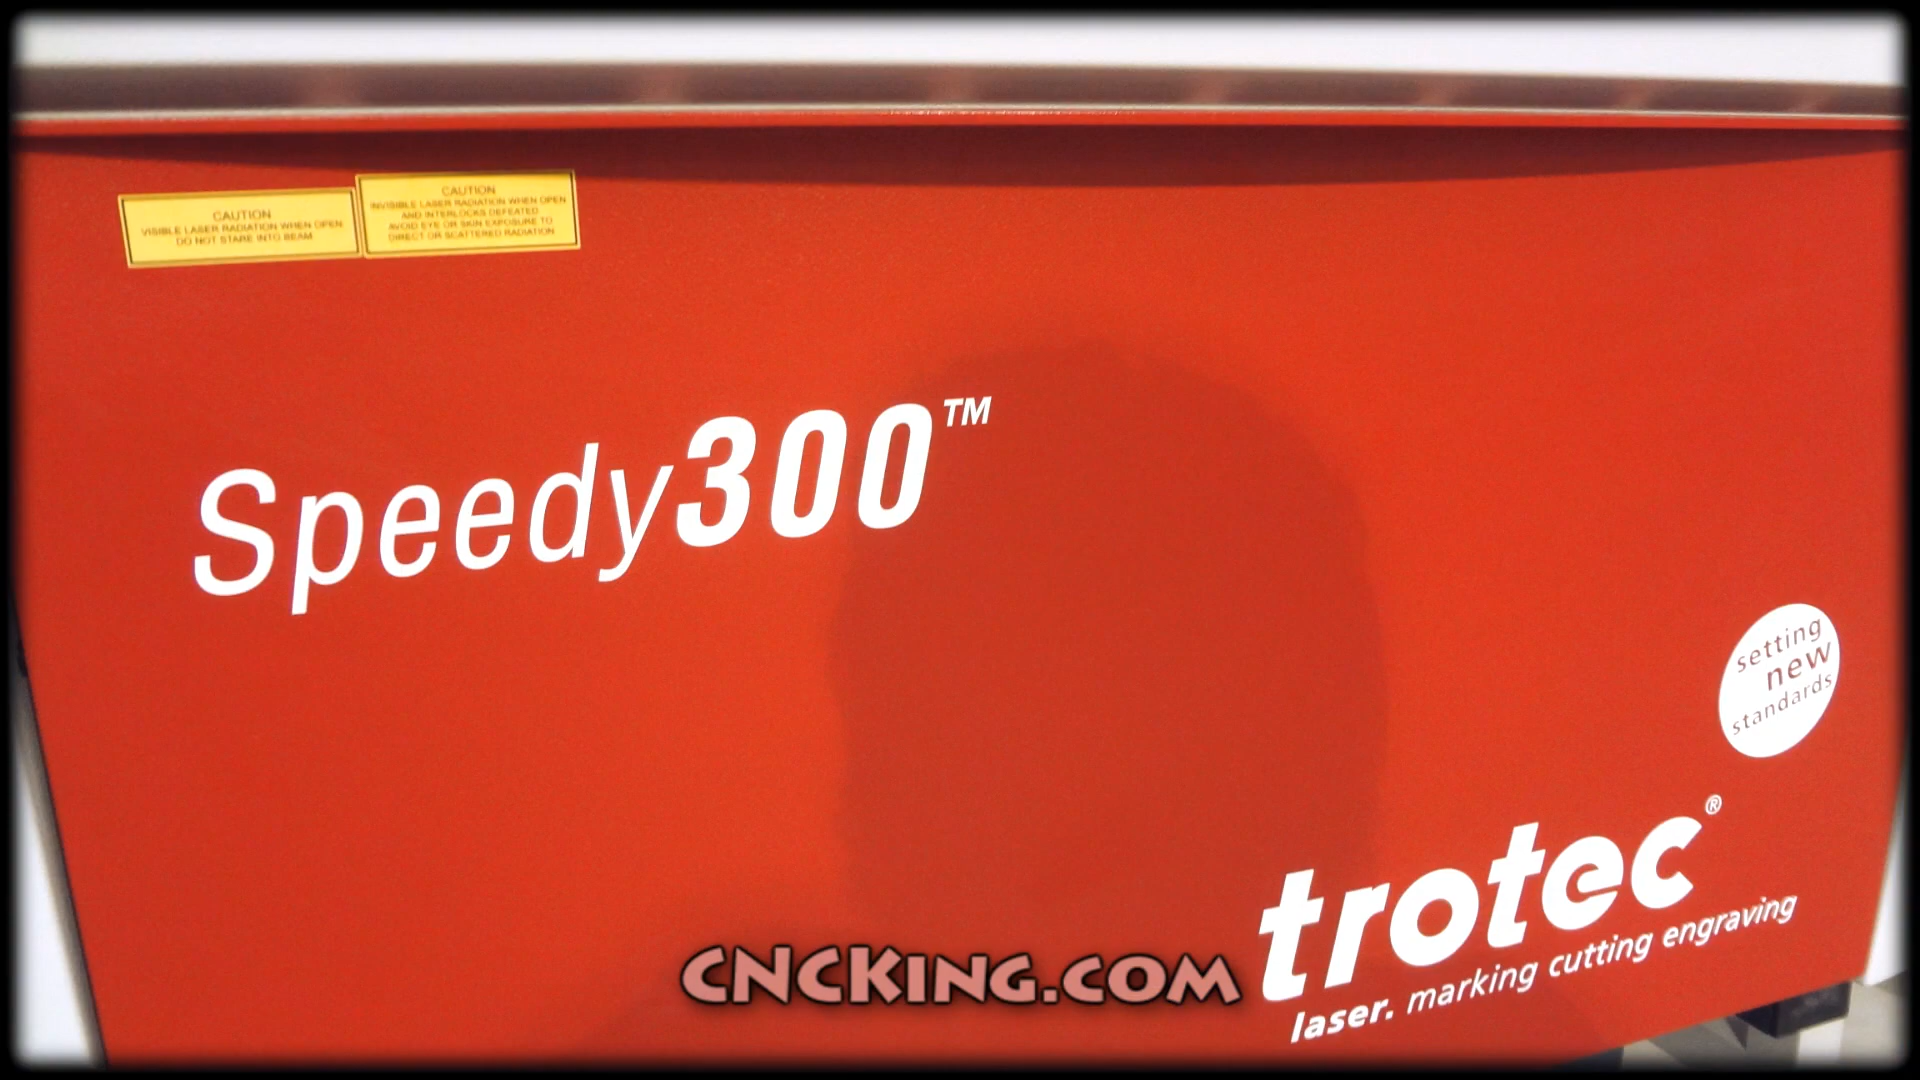 CAUTION
VISIBLE LASER RADIATION WHEN OPEN
DO NOT STARE INTO BEAM
CAUTION
INVISIBLE LASER RADIATION WHEN OPEN
AND INTERLOCKS DEFEATED
AVOID EYE OR SKIN EXPOSURE TO
DIRECT OR SCATTERED RADIATION
Speedy300™
setting
new
standards
trotec®
laser. marking cutting engraving
CNCKING.COM